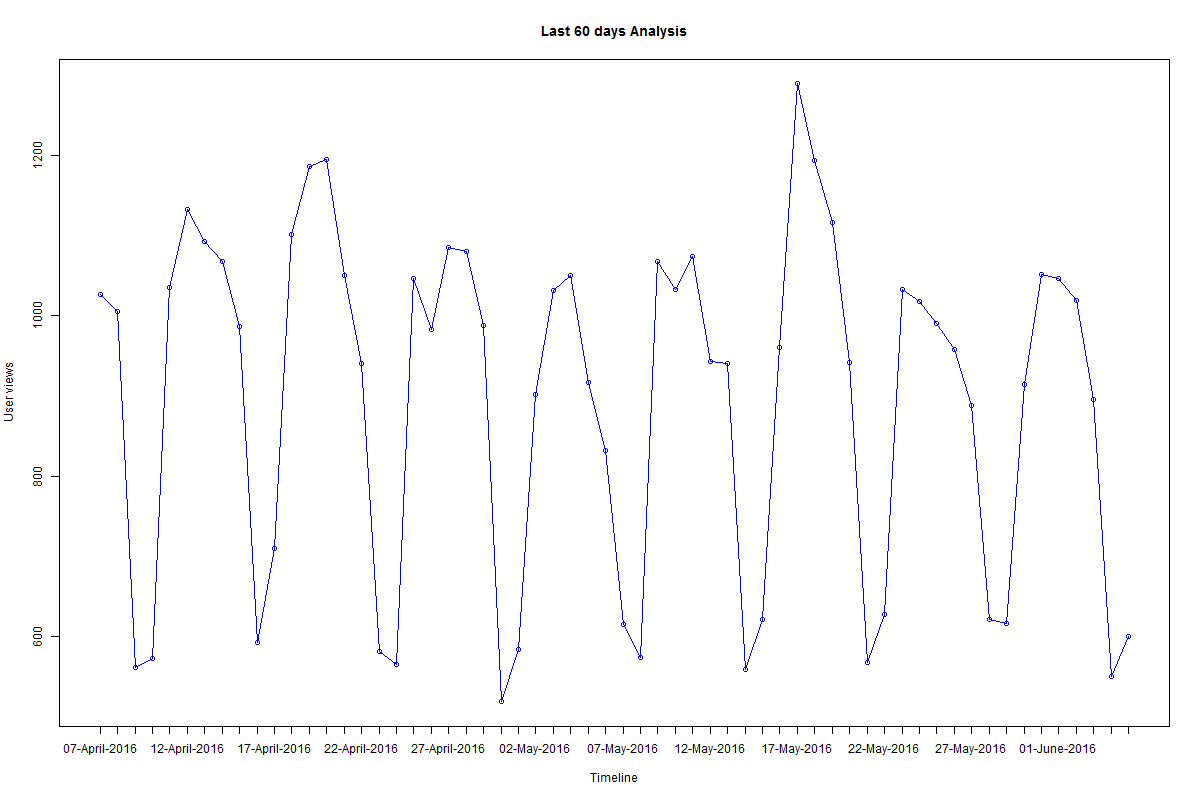 Last 60 days Analysis
User views
1200
1000
800
600
07-April-2016 12-April-2016 17-April-2016 22-April-2016 27-April-2016 02-May-2016 07-May-2016 12-May-2016 17-May-2016 22-May-2016 27-May-2016 01-June-2016
Timeline